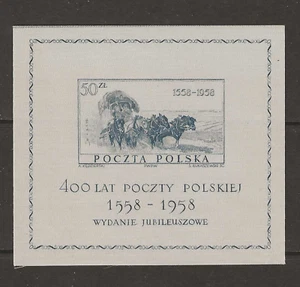 50 ZŁ
1558-1958
POCZTA POLSKA
400 LAT POCZTY POLSKIEJ
1558 - 1958
WYDANIE JUBILEUSZOWE